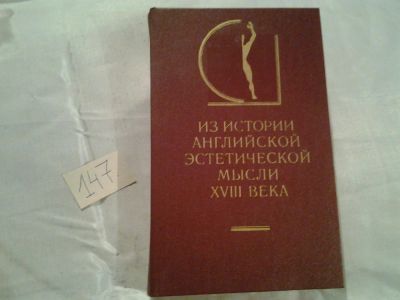 ИЗ ИСТОРИИ
АНГЛИЙСКОЙ
ЭСТЕТИЧЕСКОЙ
МЫСЛИ
XVIII ВЕКА
147